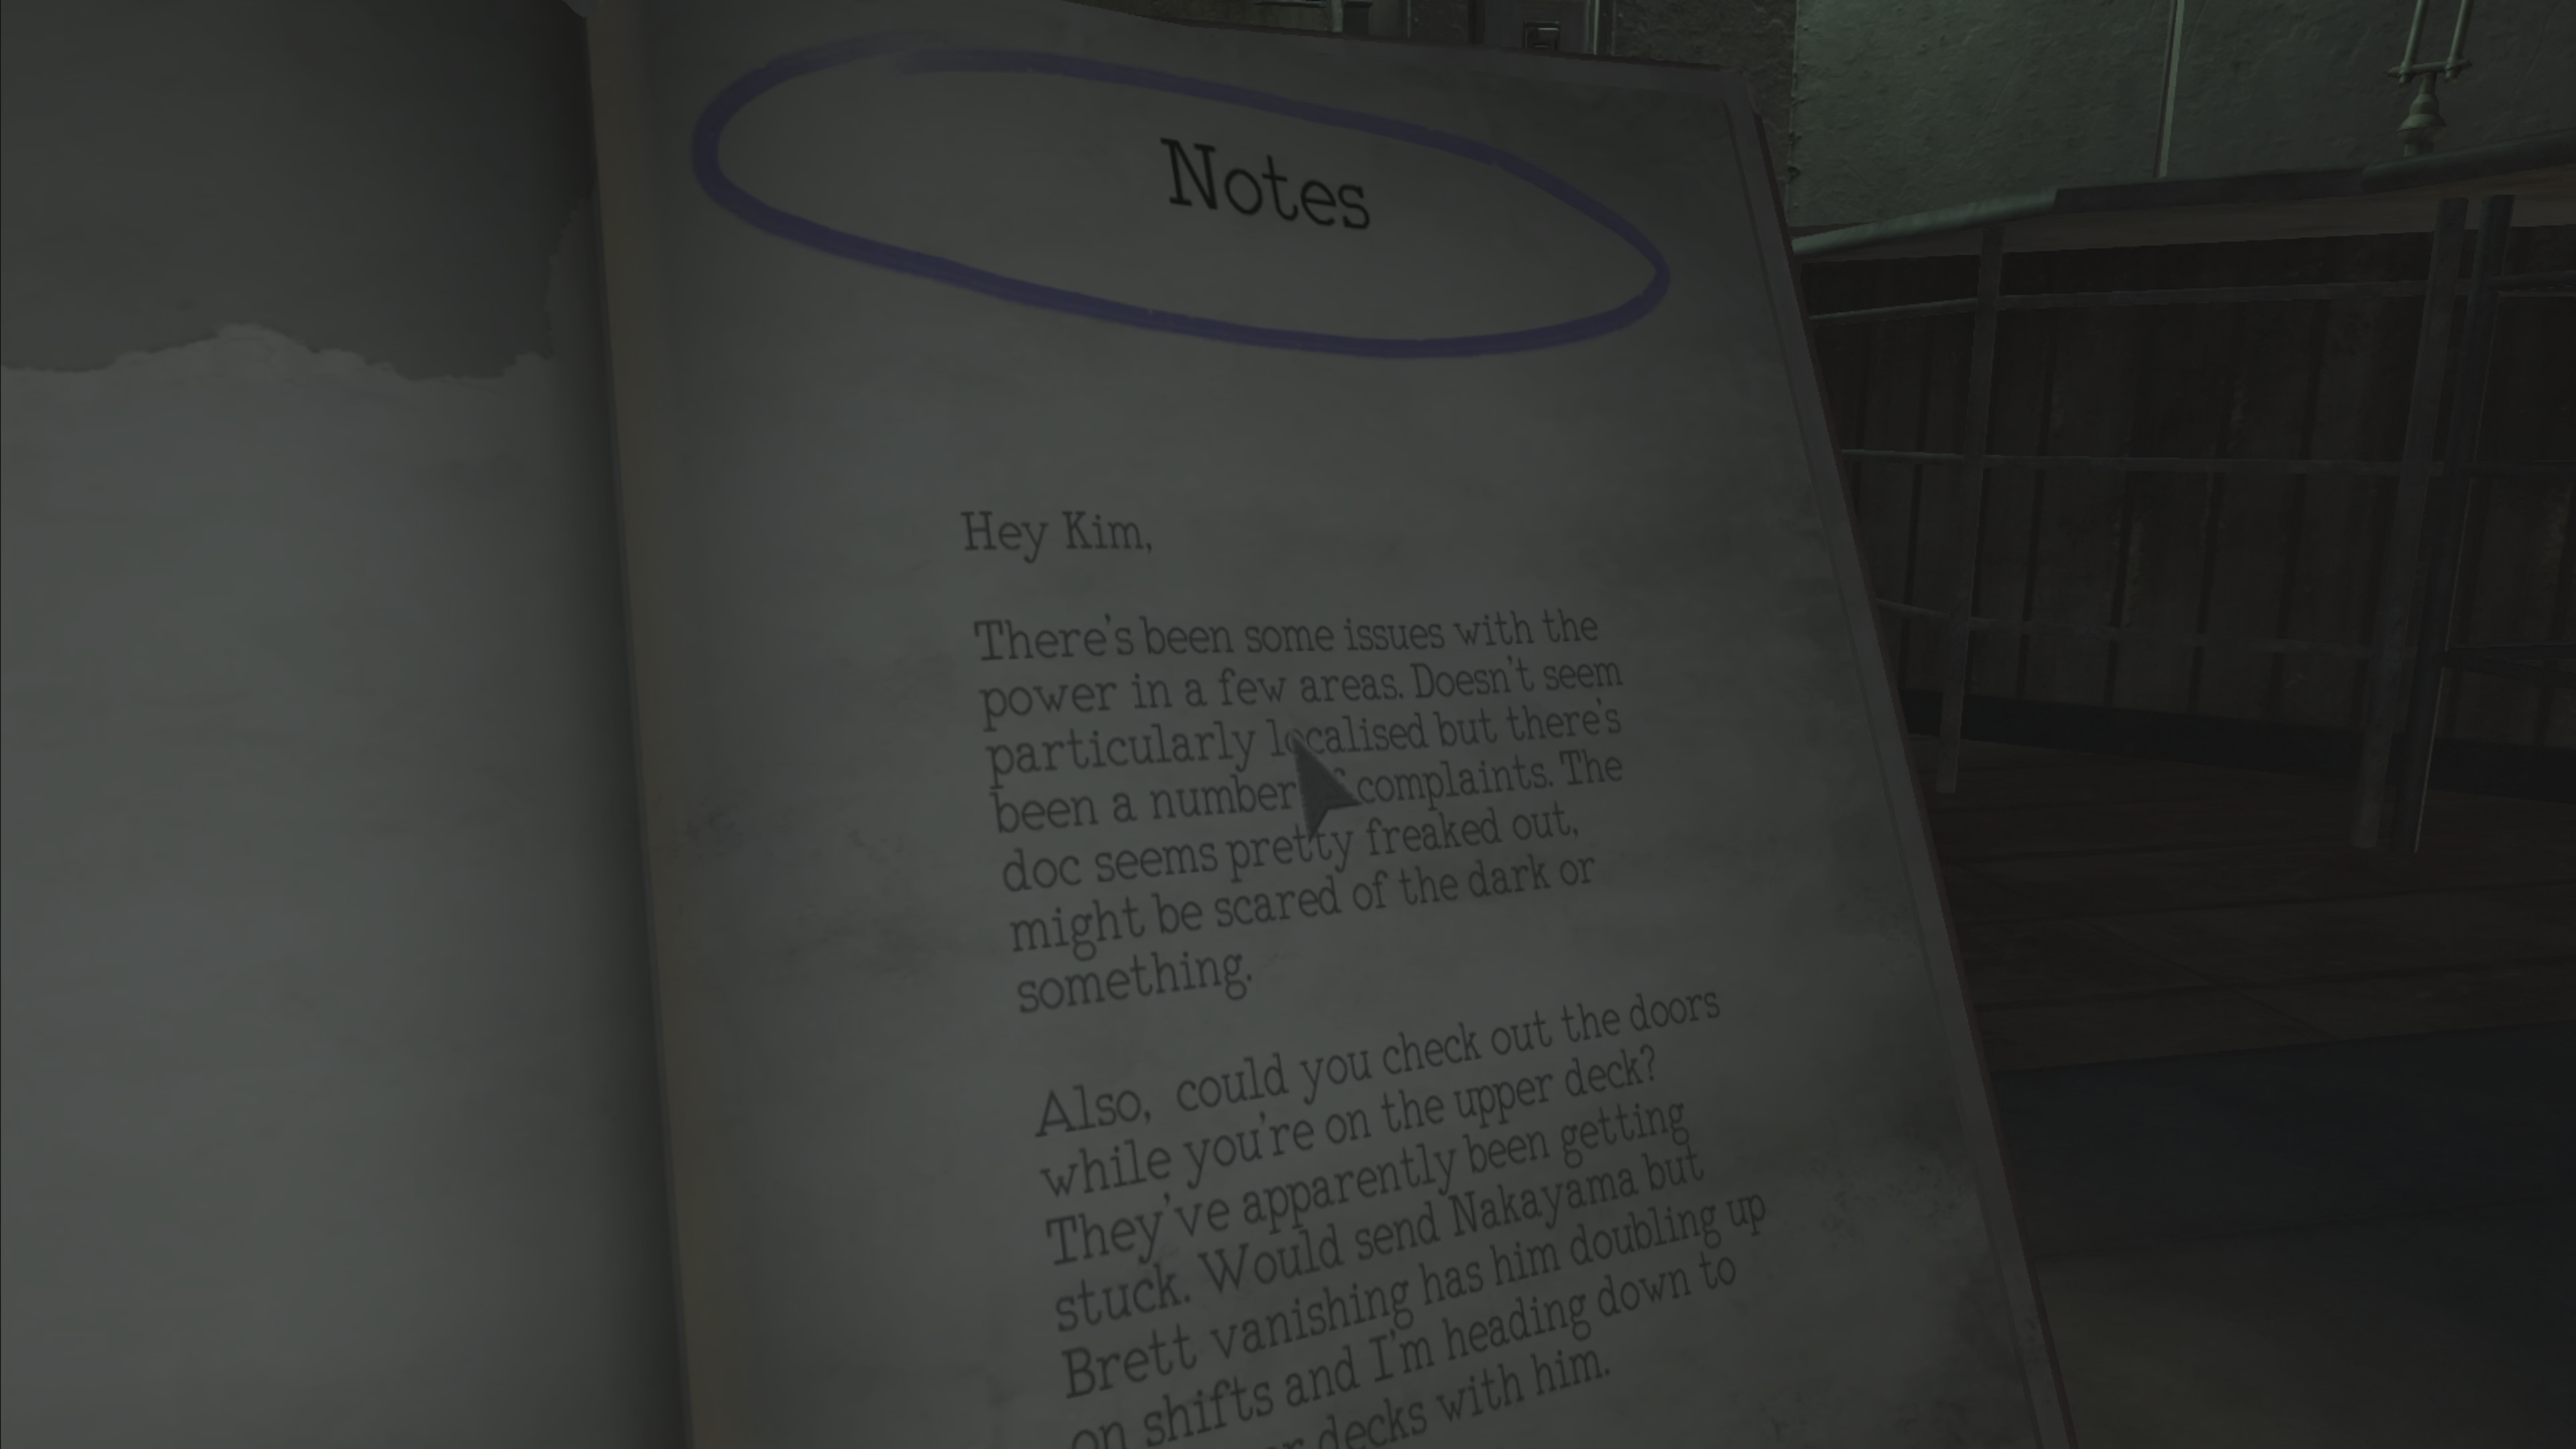 Notes
Hey Kim,
There's been some issues with the
power in a few areas. Doesn't seem
particularly localised but there's
been a number complaints. The
doc seems pretty freaked out,
might be scared of the dark or
something.
Also, could you check out the doors
while you're on the upper deck?
They've apparently been getting
stuck. Would send Nakayama but
Brett vanishing has him doubling up
on shifts and I'm heading down to
decks with him.